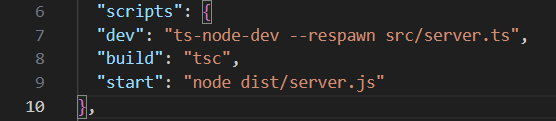 6 "scripts": {
7 "dev": "ts-node-dev --respawn src/server.ts",
8 "build": "tsc",
9 "start": "node dist/server.js"
10 },